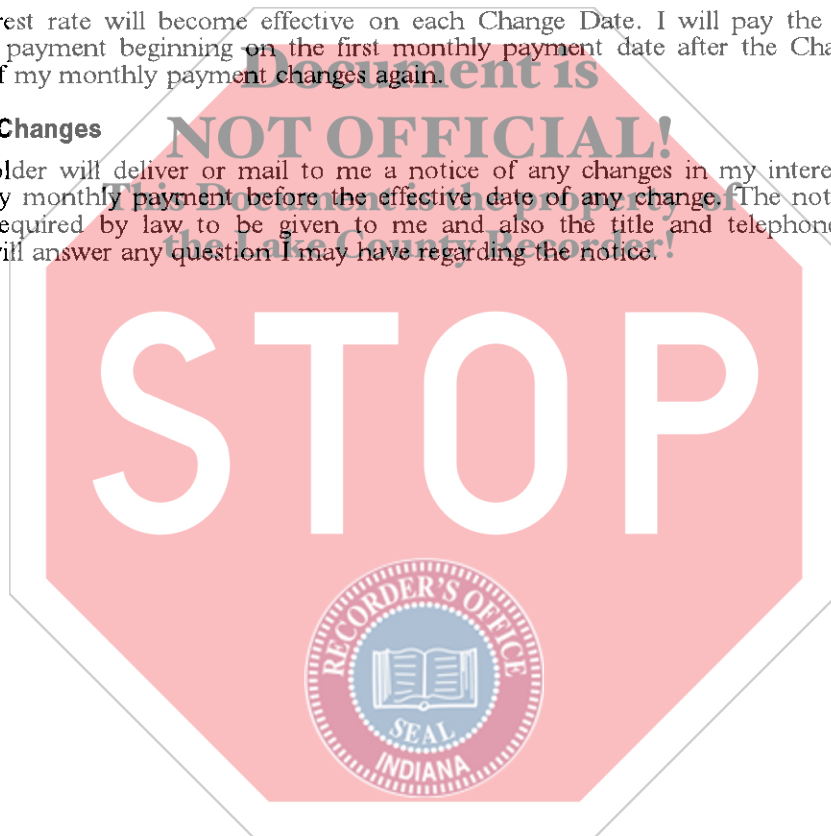 rest rate will become effective on each Change Date. I will pay the
payment beginning on the first monthly payment date after the Cha
f my monthly payment changes again.
Document is
NOT OFFICIAL!
Changes
older will deliver or mail to me a notice of any changes in my intere
y monthly payment before the effective date of any change. The not
equired by law to be given to me and also the title and telephone
ill answer any question I may have regarding the notice.
This Document is the property of
the Lake County Recorder!
STOP
RECORDER'S OFFICE
SEAL
INDIANA